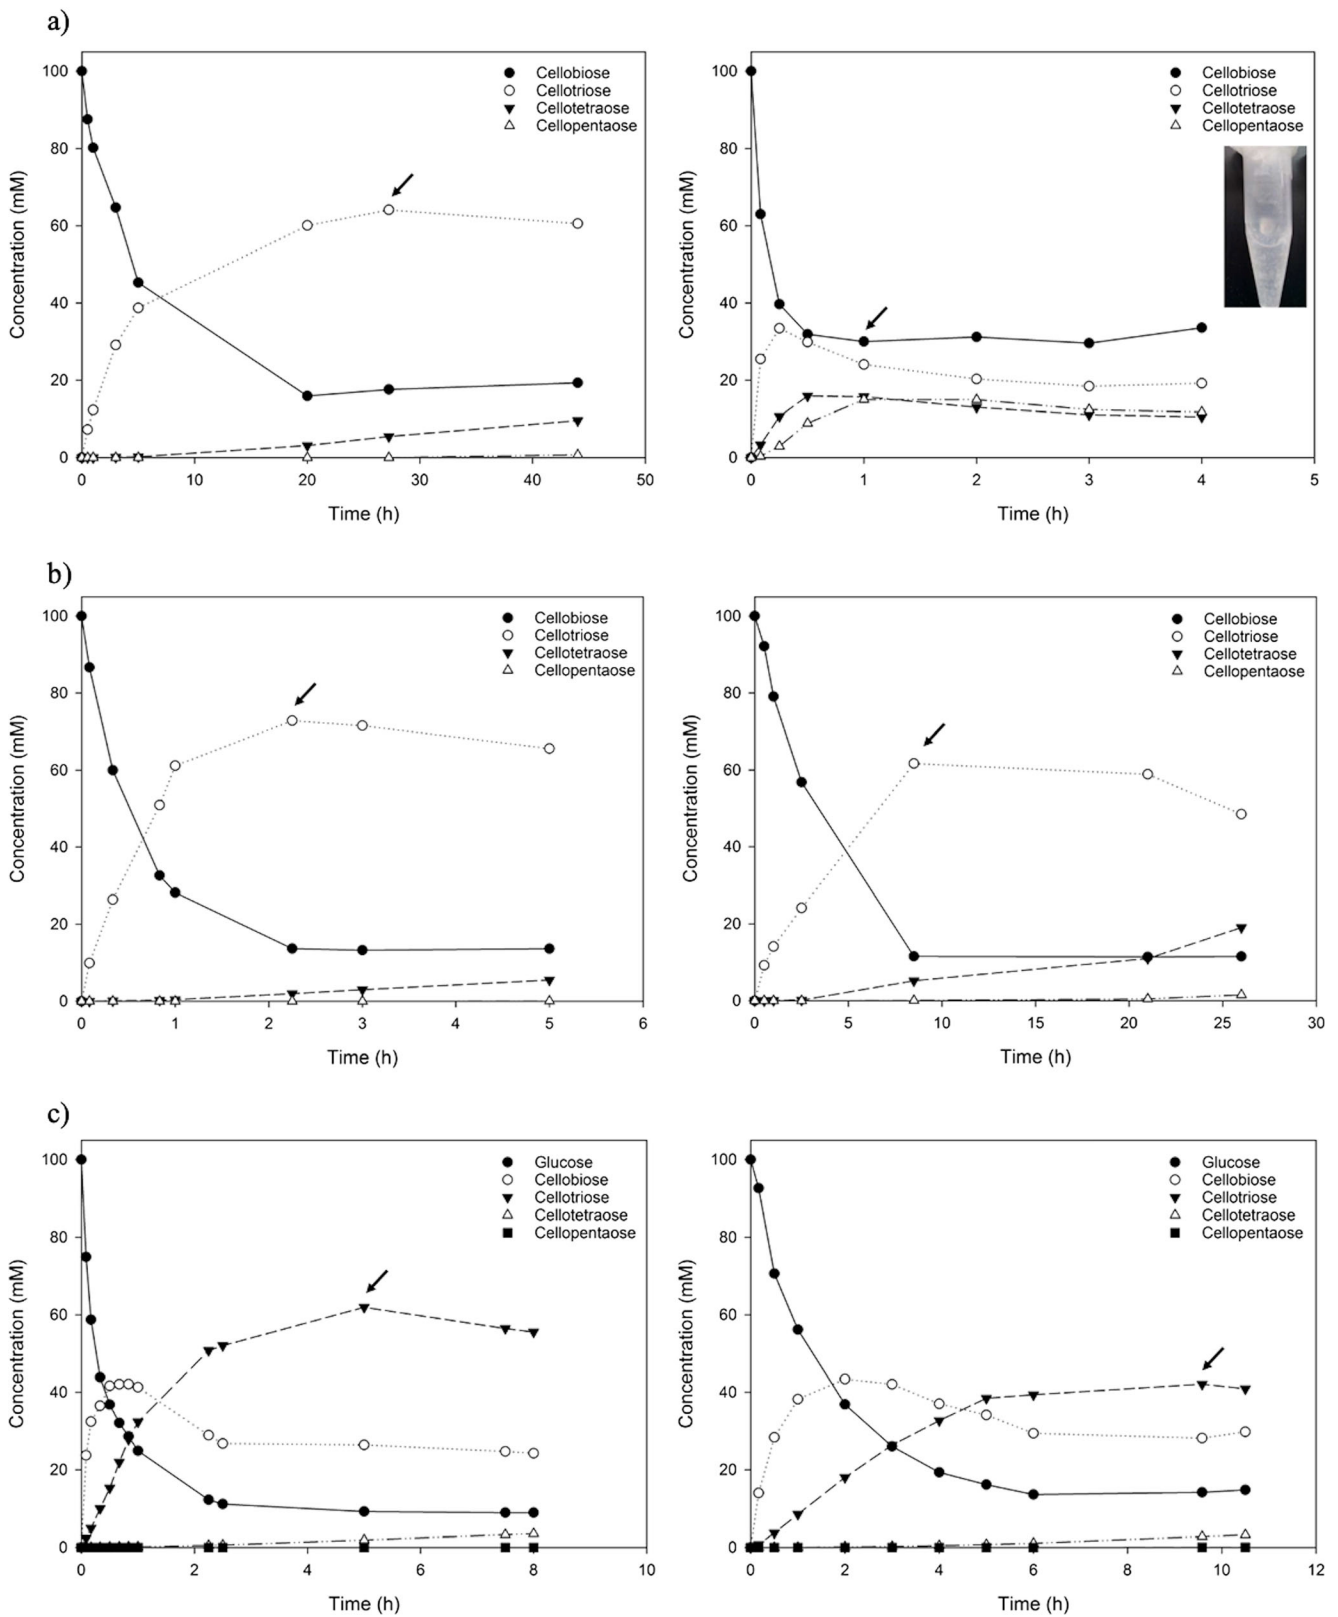 a)
100
80
60
40
20
0
Concentration (mM)
Cellobiose
Cellotriose
Cellotetraose
Cellopentaose
0 10 20 30 40 50
Time (h)
100
80
60
40
20
0
Concentration (mM)
Cellobiose
Cellotriose
Cellotetraose
Cellopentaose
0 1 2 3 4 5
Time (h)
b)
100
80
60
40
20
0
Concentration (mM)
Cellobiose
Cellotriose
Cellotetraose
Cellopentaose
0 1 2 3 4 5 6
Time (h)
100
80
60
40
20
0
Concentration (mM)
Cellobiose
Cellotriose
Cellotetraose
Cellopentaose
0 5 10 15 20 25 30
Time (h)
c)
100
80
60
40
20
0
Concentration (mM)
Glucose
Cellobiose
Cellotriose
Cellotetraose
Cellopentaose
0 2 4 6 8 10
Time (h)
100
80
60
40
20
0
Concentration (mM)
Glucose
Cellobiose
Cellotriose
Cellotetraose
Cellopentaose
0 2 4 6 8 10 12
Time (h)